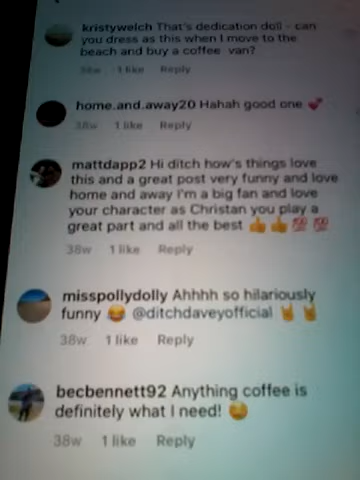 kristywelch That's dedication doll - can
you dress as this when I move to the
beach and buy a coffee van?
38w 1 like Reply
home.and.away20 Hahah good one 💕
38w 1 like Reply
mattdapp2 Hi ditch how's things love
this and a great post very funny and love
home and away I'm a big fan and love
your character as Christan you play a
great part and all the best 👍👍💯💯
38w 1 like Reply
misspollydolly Ahhhh so hilariously
funny 😂 @ditchdaveyofficial 🤘🤘
38w 1 like Reply
becbennett92 Anything coffee is
definitely what I need! 😄
38w 1 like Reply